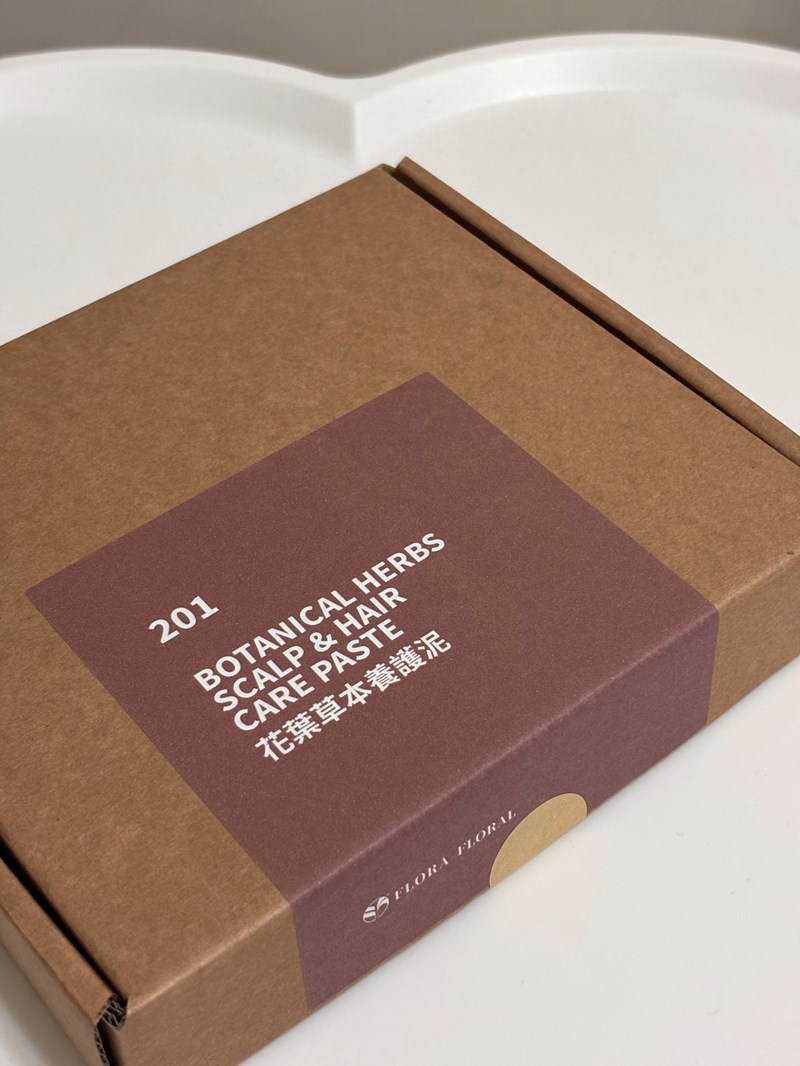 201
BOTANICAL HERBS
SCALP & HAIR
CARE PASTE
花葉草本養護泥
FLORA FLORAL